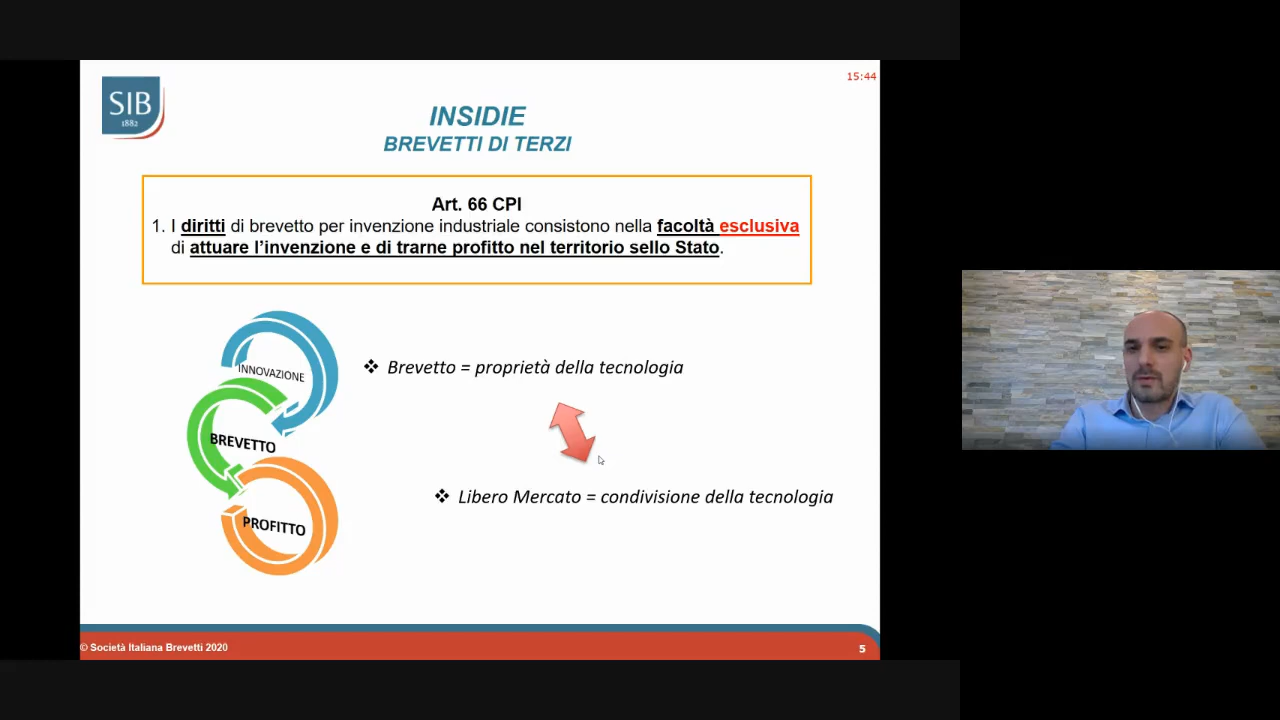 15:44
SIB
1882
INSIDIE
BREVETTI DI TERZI
Art. 66 CPI
1. I diritti di brevetto per invenzione industriale consistono nella facoltà esclusiva
di attuare l'invenzione e di trarne profitto nel territorio sello Stato.
INNOVAZIONE
BREVETTO
PROFITTO
❖ Brevetto = proprietà della tecnologia
❖ Libero Mercato = condivisione della tecnologia
© Società Italiana Brevetti 2020
5